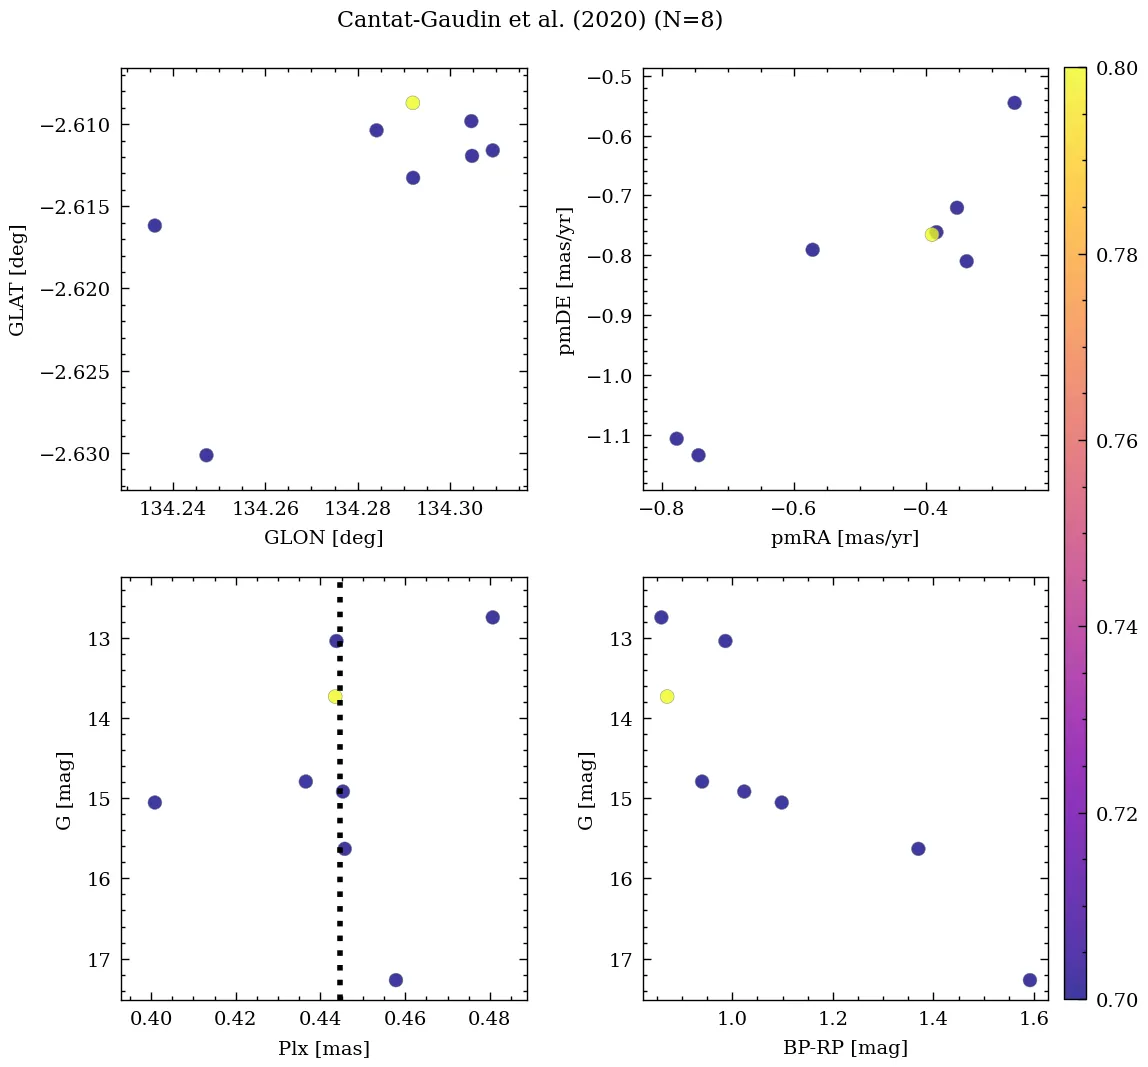 Cantat-Gaudin et al. (2020) (N=8)
−2.610
−2.615
−2.620
−2.625
−2.630
GLAT [deg]
134.24 134.26 134.28 134.30
GLON [deg]
−0.5
−0.6
−0.7
−0.8
−0.9
−1.0
−1.1
pmDE [mas/yr]
−0.8 −0.6 −0.4
pmRA [mas/yr]
13
14
15
16
17
G [mag]
0.40 0.42 0.44 0.46 0.48
Plx [mas]
13
14
15
16
17
G [mag]
1.0 1.2 1.4 1.6
BP-RP [mag]
0.80
0.78
0.76
0.74
0.72
0.70